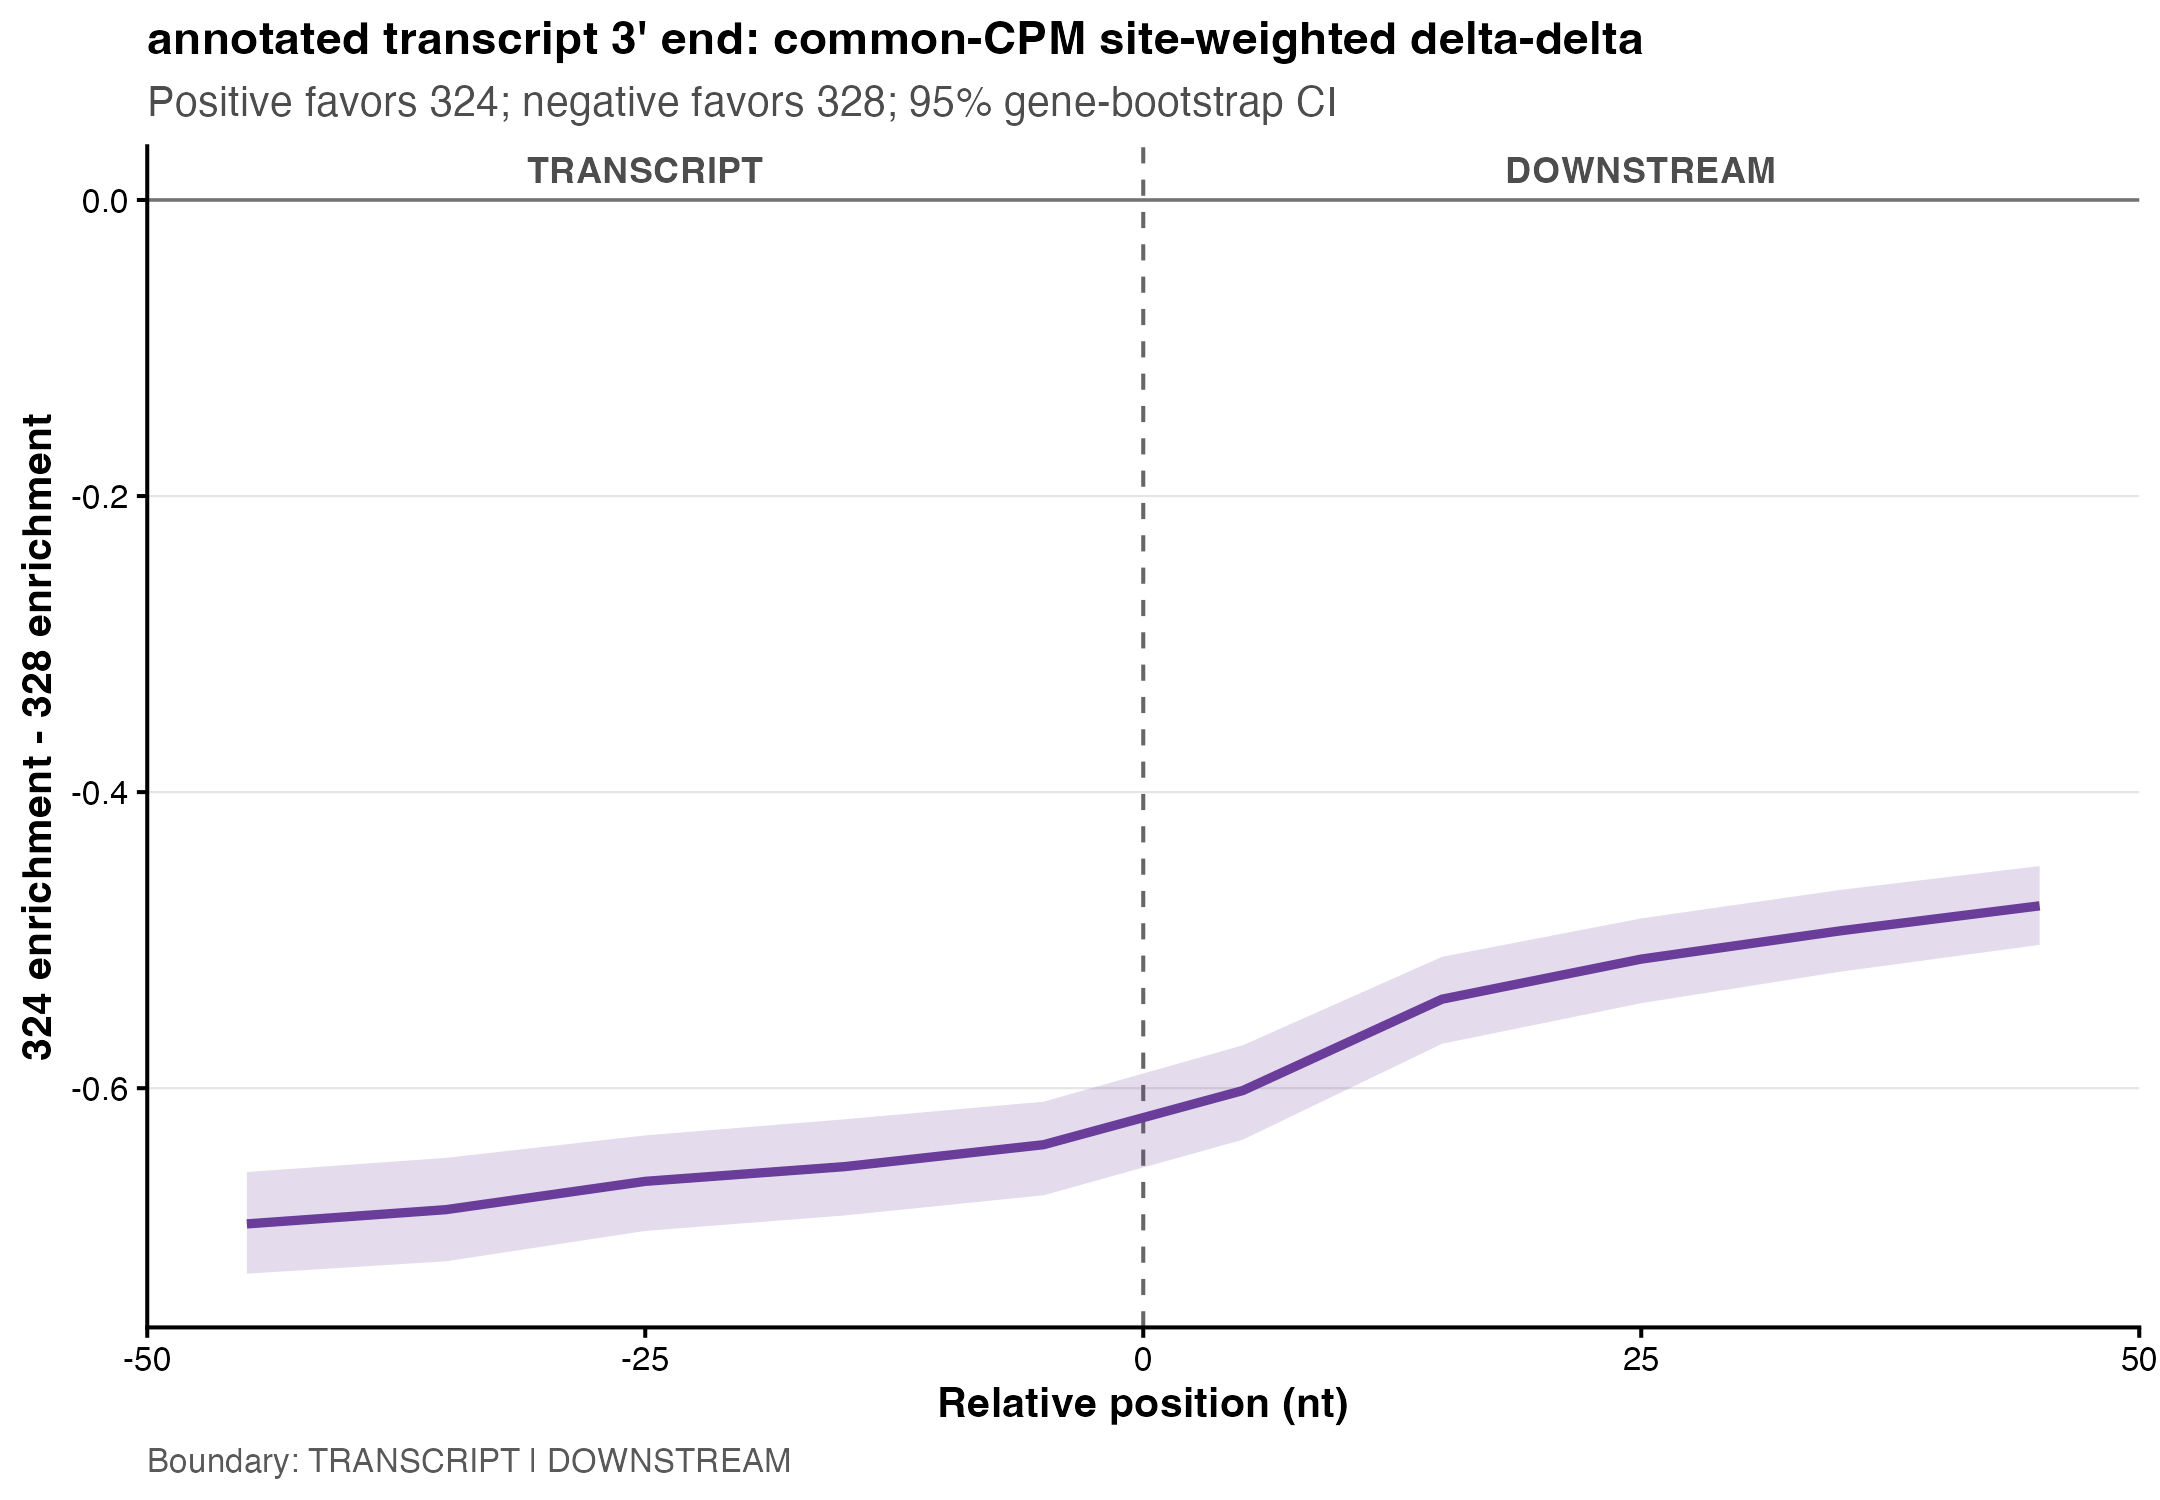 annotated transcript 3' end: common-CPM site-weighted delta-delta
Positive favors 324; negative favors 328; 95% gene-bootstrap CI
TRANSCRIPT
DOWNSTREAM
324 enrichment - 328 enrichment
0.0
-0.2
-0.4
-0.6
-50
-25
0
25
50
Relative position (nt)
Boundary: TRANSCRIPT | DOWNSTREAM